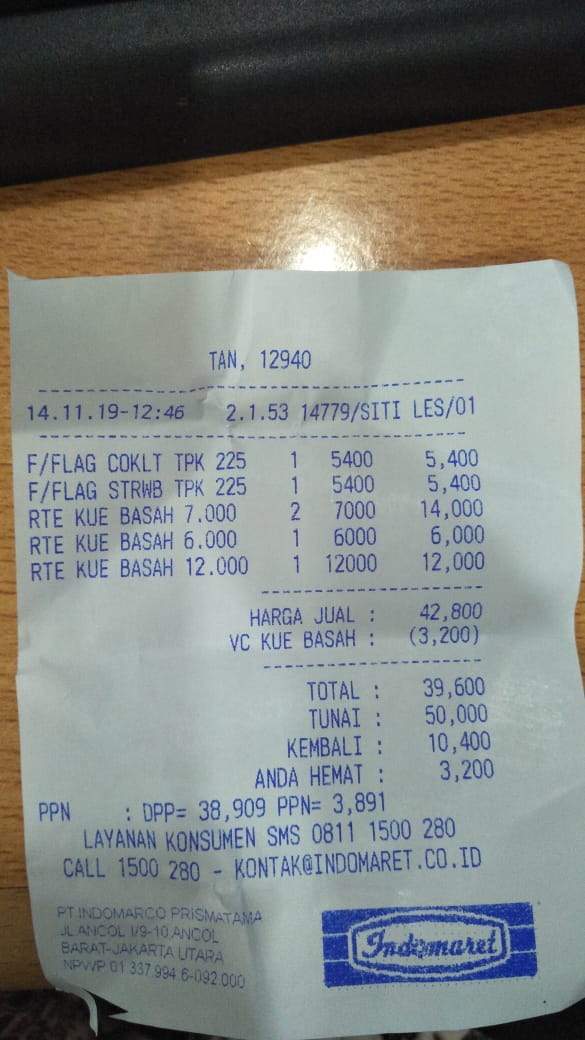 TAN, 12940
14.11.19-12:46 2.1.53 14779/SITI LES/01
F/FLAG COKLT TPK 225 1 5400 5,400
F/FLAG STRWB TPK 225 1 5400 5,400
RTE KUE BASAH 7.000 2 7000 14,000
RTE KUE BASAH 6.000 1 6000 6,000
RTE KUE BASAH 12.000 1 12000 12,000
HARGA JUAL : 42,800
VC KUE BASAH : (3,200)
TOTAL : 39,600
TUNAI : 50,000
KEMBALI : 10,400
ANDA HEMAT : 3,200
PPN : DPP= 38,909 PPN= 3,891
LAYANAN KONSUMEN SMS 0811 1500 280
CALL 1500 280 - KONTAK@INDOMARET.CO.ID
PT.INDOMARCO PRISMATAMA
JL.ANCOL I/9-10,ANCOL
BARAT-JAKARTA UTARA
NPWP 01 337.994 6-092.000
Indomaret